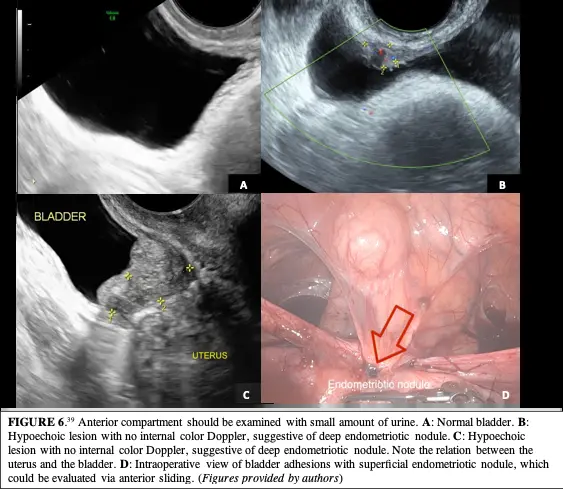 A
B
BLADDER
UTERUS
C
Endometriotic nodule
D
FIGURE 6.39 Anterior compartment should be examined with small amount of urine. A: Normal bladder. B:
Hypoechoic lesion with no internal color Doppler, suggestive of deep endometriotic nodule. C: Hypoechoic
lesion with no internal color Doppler, suggestive of deep endometriotic nodule. Note the relation between the
uterus and the bladder. D: Intraoperative view of bladder adhesions with superficial endometriotic nodule, which
could be evaluated via anterior sliding. (Figures provided by authors)